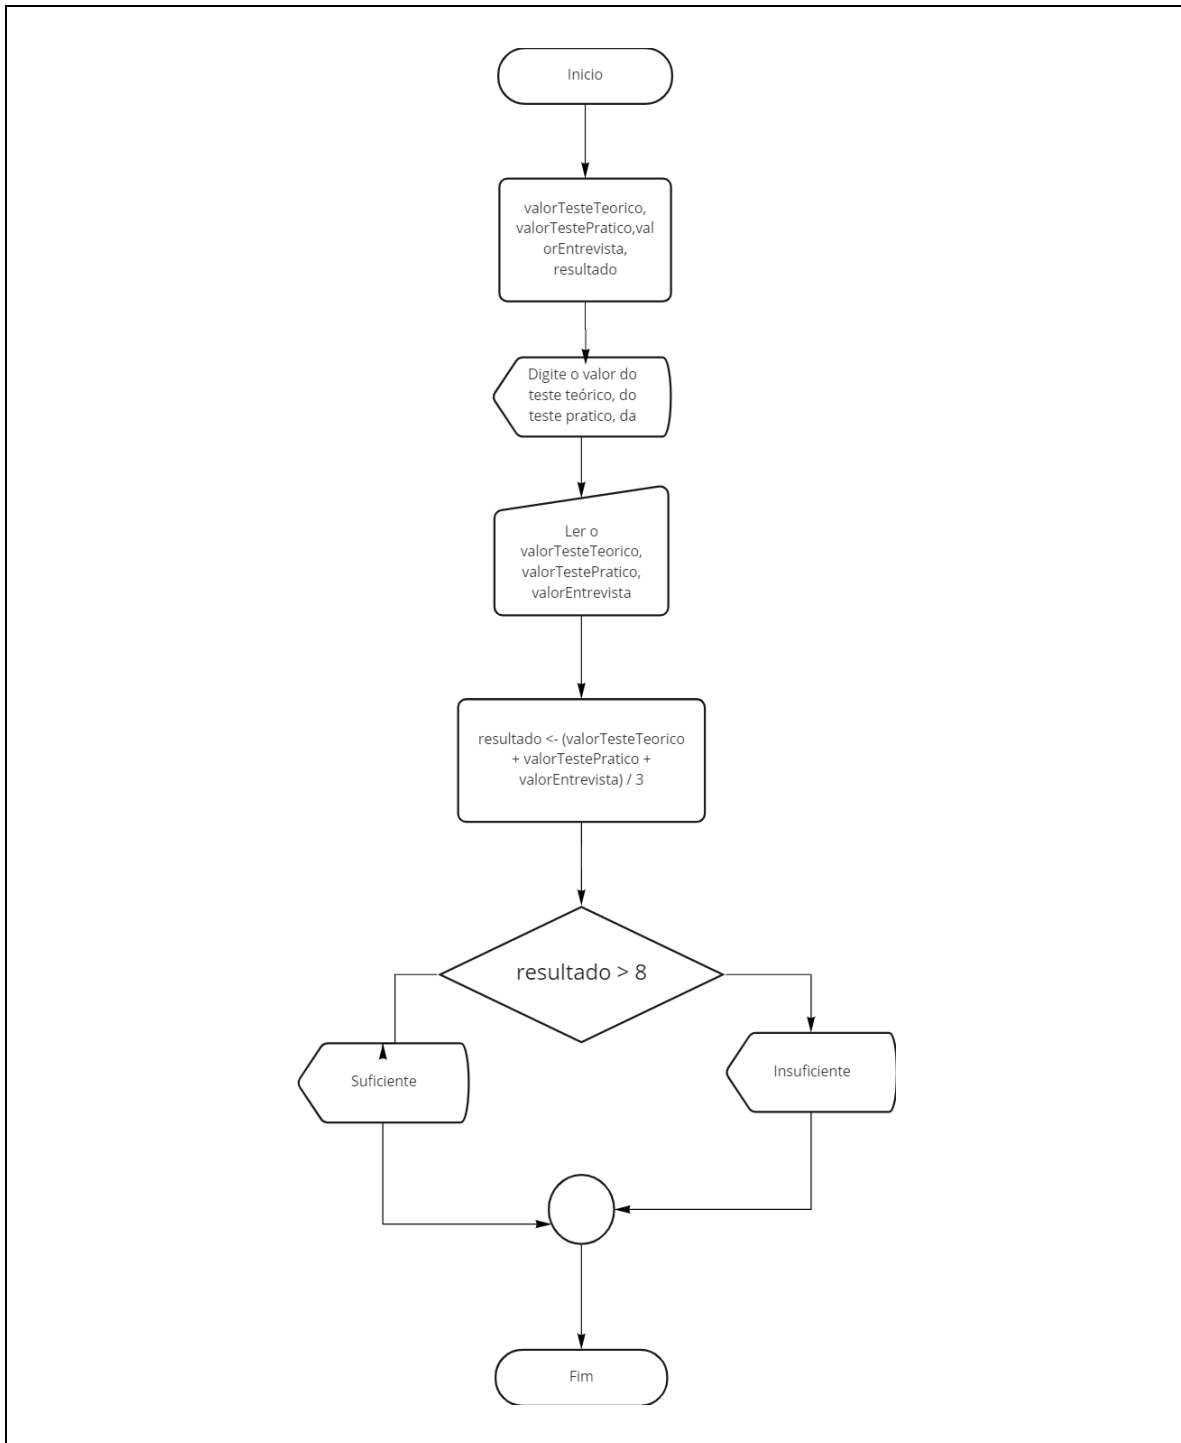 Inicio
valorTesteTeorico,
valorTestePratico,val
orEntrevista,
resultado
Digite o valor do
teste teórico, do
teste pratico, da
Ler o
valorTesteTeorico,
valorTestePratico,
valorEntrevista
resultado <- (valorTesteTeorico
+ valorTestePratico +
valorEntrevista) / 3
resultado > 8
Suficiente
Insuficiente
Fim